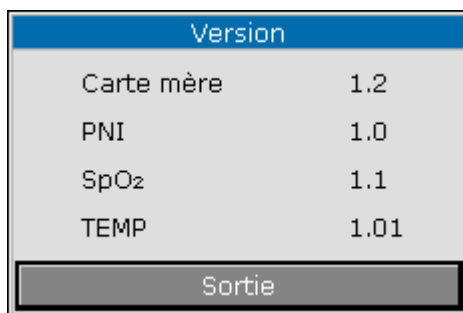 Version
Carte mère 1.2
PNI 1.0
SpO₂ 1.1
TEMP 1.01
Sortie